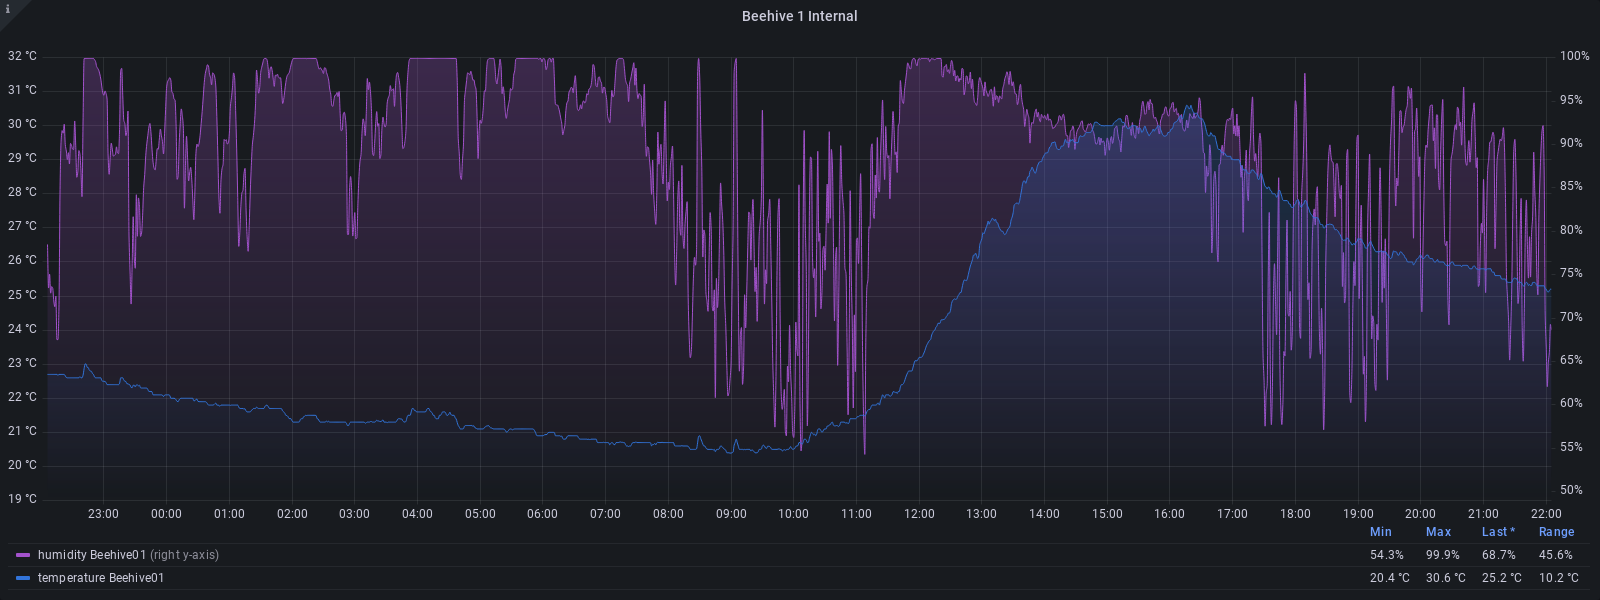 i
Beehive 1 Internal
32 °C 100%
31 °C 95%
30 °C 90%
29 °C 85%
28 °C 80%
27 °C 75%
26 °C 70%
25 °C 65%
24 °C 60%
23 °C 55%
22 °C 50%
21 °C
20 °C
19 °C
23:00 00:00 01:00 02:00 03:00 04:00 05:00 06:00 07:00 08:00 09:00 10:00 11:00 12:00 13:00 14:00 15:00 16:00 17:00 18:00 19:00 20:00 21:00 22:00
Min Max Last * Range
humidity Beehive01 (right y-axis) 54.3% 99.9% 68.7% 45.6%
temperature Beehive01 20.4 °C 30.6 °C 25.2 °C 10.2 °C